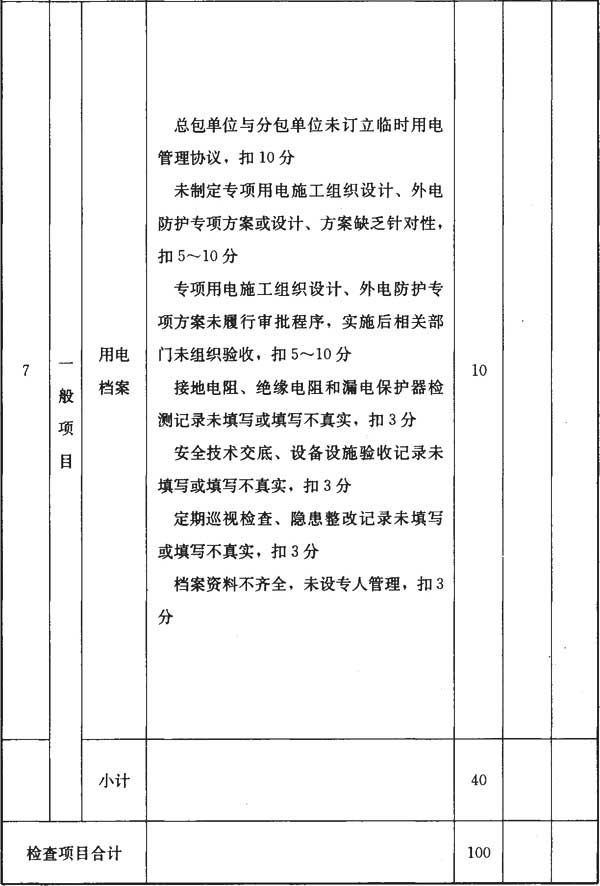 总包单位与分包单位未订立临时用电
管理协议，扣 10 分
未制定专项用电施工组织设计、外电
防护专项方案或设计、方案缺乏针对性，
扣 5～10 分
专项用电施工组织设计、外电防护专
项方案未履行审批程序，实施后相关部
门未组织验收，扣 5～10 分
接地电阻、绝缘电阻和漏电保护器检
测记录未填写或填写不真实，扣 3 分
安全技术交底、设备设施验收记录未
填写或填写不真实，扣 3 分
定期巡视检查、隐患整改记录未填写
或填写不真实，扣 3 分
档案资料不齐全，未设专人管理，扣 3
分
7
一般项目
用电
档案
10
小计
40
检查项目合计
100